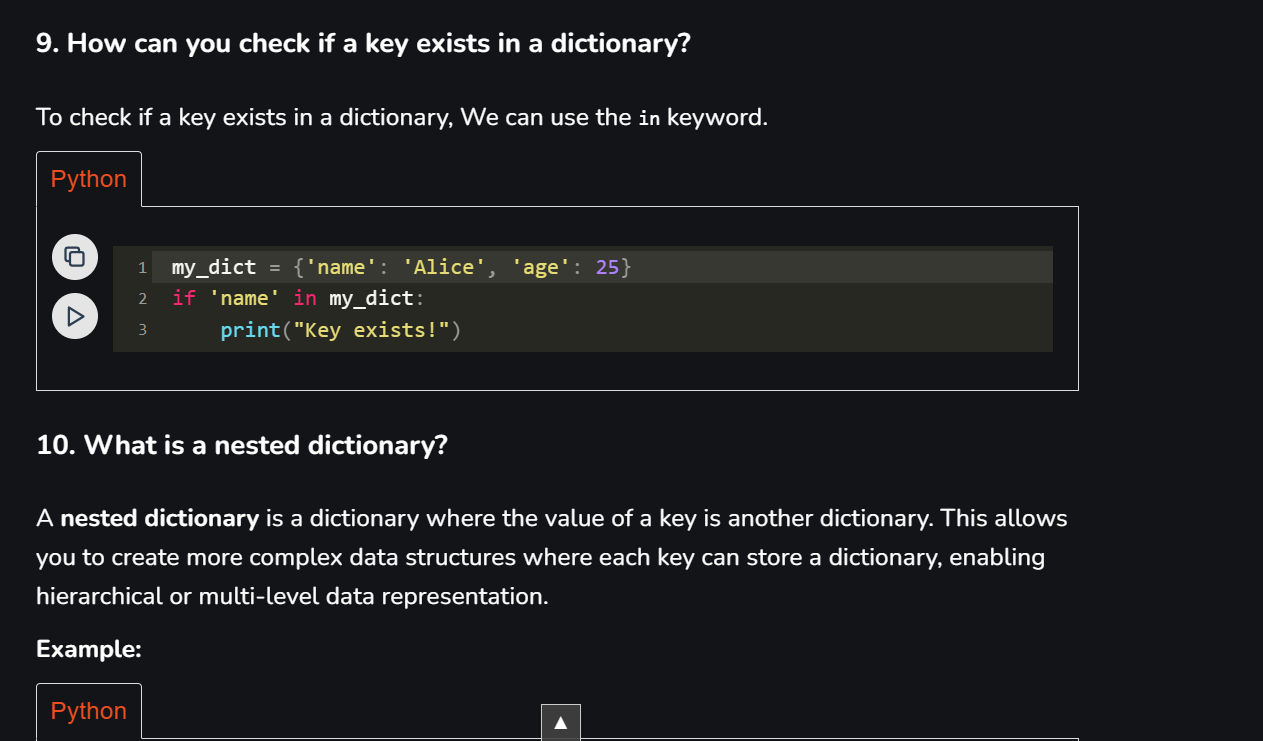 9. How can you check if a key exists in a dictionary?
To check if a key exists in a dictionary, We can use the in keyword.
Python
1 my_dict = {'name': 'Alice', 'age': 25}
2 if 'name' in my_dict:
3     print("Key exists!")
10. What is a nested dictionary?
A nested dictionary is a dictionary where the value of a key is another dictionary. This allows
you to create more complex data structures where each key can store a dictionary, enabling
hierarchical or multi-level data representation.
Example:
Python